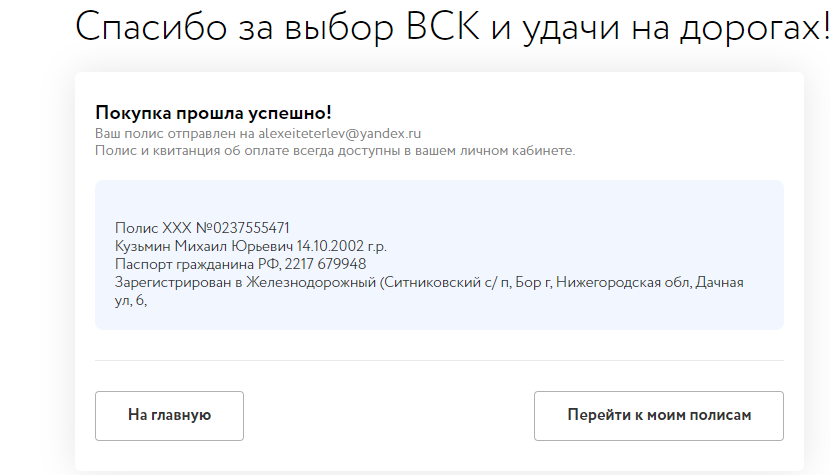 Спасибо за выбор ВСК и удачи на дорогах!
Покупка прошла успешно!
Ваш полис отправлен на alexeiteterlev@yandex.ru
Полис и квитанция об оплате всегда доступны в вашем личном кабинете.
Полис XXX №0237555471
Кузьмин Михаил Юрьевич 14.10.2002 г.р.
Паспорт гражданина РФ, 2217 679948
Зарегистрирован в Железнодорожный (Ситниковский с/ п, Бор г, Нижегородская обл, Дачная
ул, 6,
На главную
Перейти к моим полисам